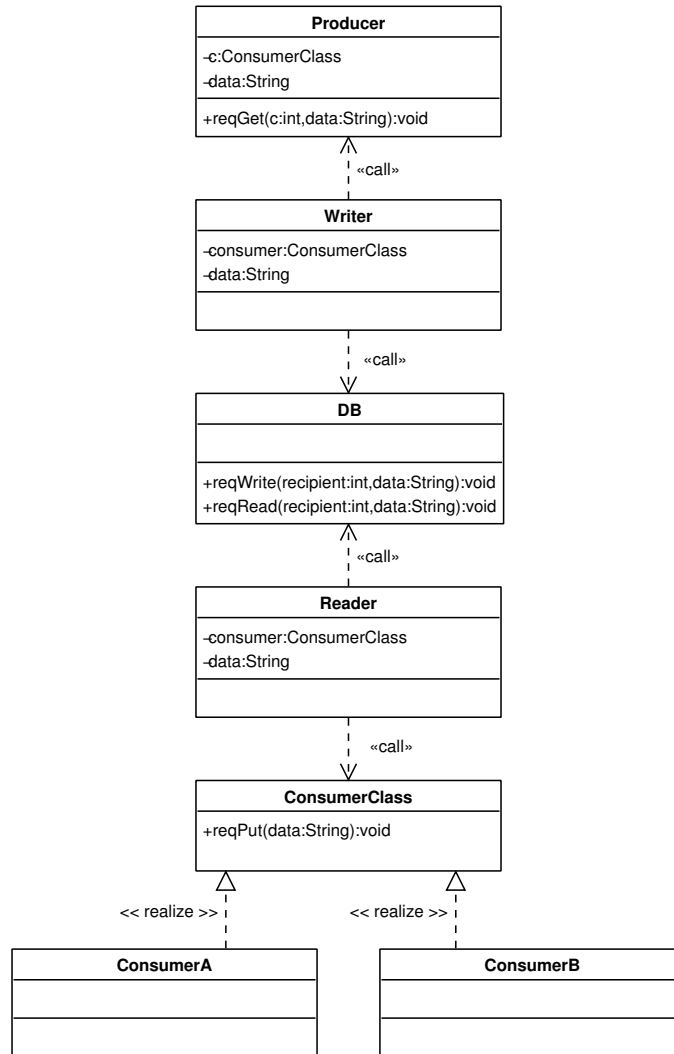 Producer
-c:ConsumerClass
-data:String
+reqGet(c:int,data:String):void
«call»
Writer
-consumer:ConsumerClass
-data:String
«call»
DB
+reqWrite(recipient:int,data:String):void
+reqRead(recipient:int,data:String):void
«call»
Reader
-consumer:ConsumerClass
-data:String
«call»
ConsumerClass
+reqPut(data:String):void
<< realize >>
<< realize >>
ConsumerA
ConsumerB